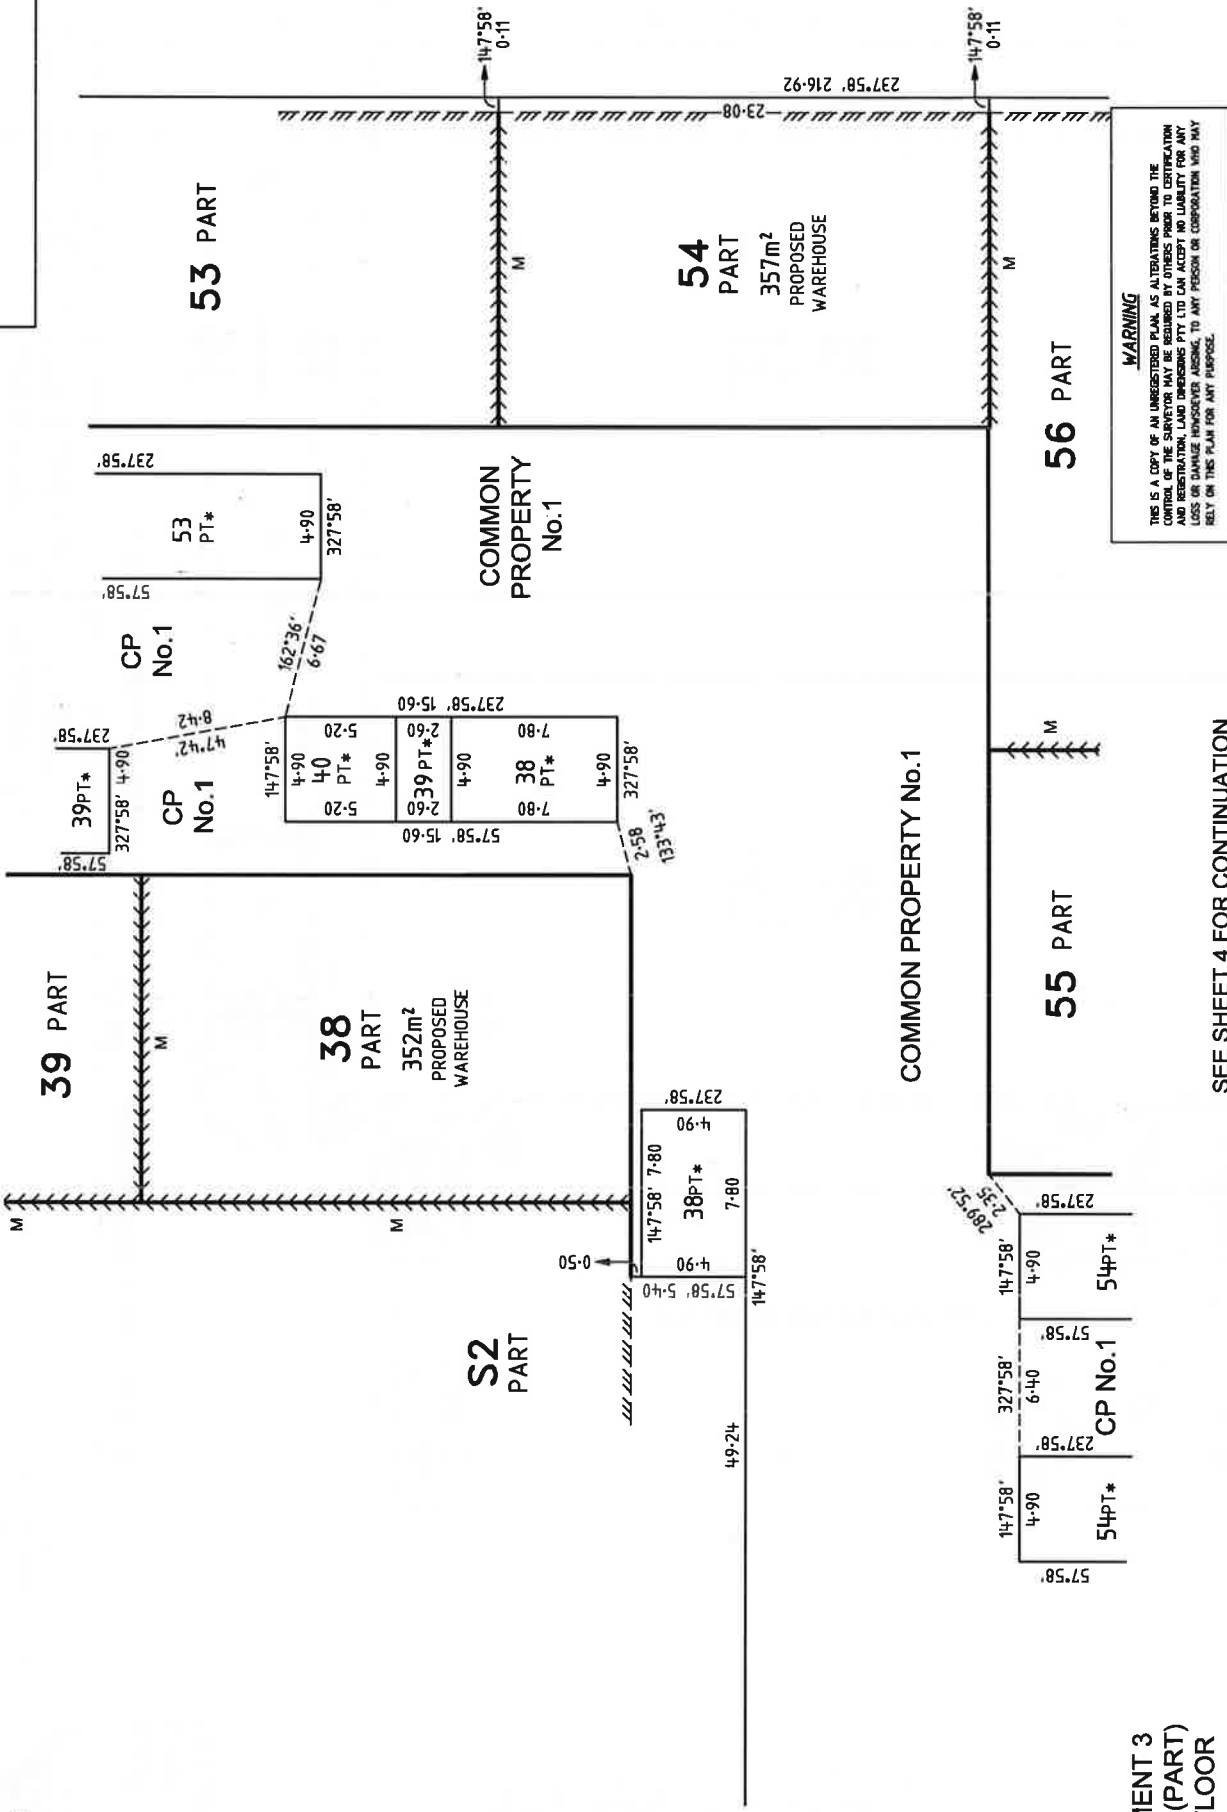 147°58'
0·11
147°58'
0·11
237°58' 216·92
23·08
53 PART
M
54
PART
357m²
PROPOSED
WAREHOUSE
M
56 PART
WARNING
THIS IS A COPY OF AN UNREGISTERED PLAN. AS ALTERATIONS BEYOND THE
CONTROL OF THE SURVEYOR MAY BE REQUIRED BY OTHERS PRIOR TO CERTIFICATION
AND REGISTRATION, LAND DIMENSIONS PTY LTD CAN ACCEPT NO LIABILITY FOR ANY
LOSS OR DAMAGE HOWSOEVER ARISING, TO ANY PERSON OR CORPORATION WHO MAY
RELY ON THIS PLAN FOR ANY PURPOSE.
237°58'
53
PT*
4·90
327°58'
57°58'
COMMON
PROPERTY
No.1
CP
No.1
162°36'
6·67
8·42
47°42'
237°58'
39PT*
327°58' 4·90
57°58'
CP
No.1
147°58'
237°58' 15·60
5·20
2·60
7·80
4·90
40
PT*
4·90
39 PT*
4·90
38
PT*
4·90
327°58'
5·20
2·60
7·80
57°58' 15·60
2·58
133°43'
COMMON PROPERTY No.1
M
55 PART
39 PART
M
38
PART
352m²
PROPOSED
WAREHOUSE
M
M
237°58'
4·90
147°58' 7·80
38PT*
7·80
4·90
0·50
57°58' 5·40
147°58'
S2
PART
49·24
289°52'
2·35
237°58'
147°58'
4·90
54PT*
57°58'
327°58'
6·40
CP No.1
237°58'
147°58'
4·90
54PT*
57°58'
SEE SHEET 4 FOR CONTINUATION
MENT 3
(PART)
LOOR